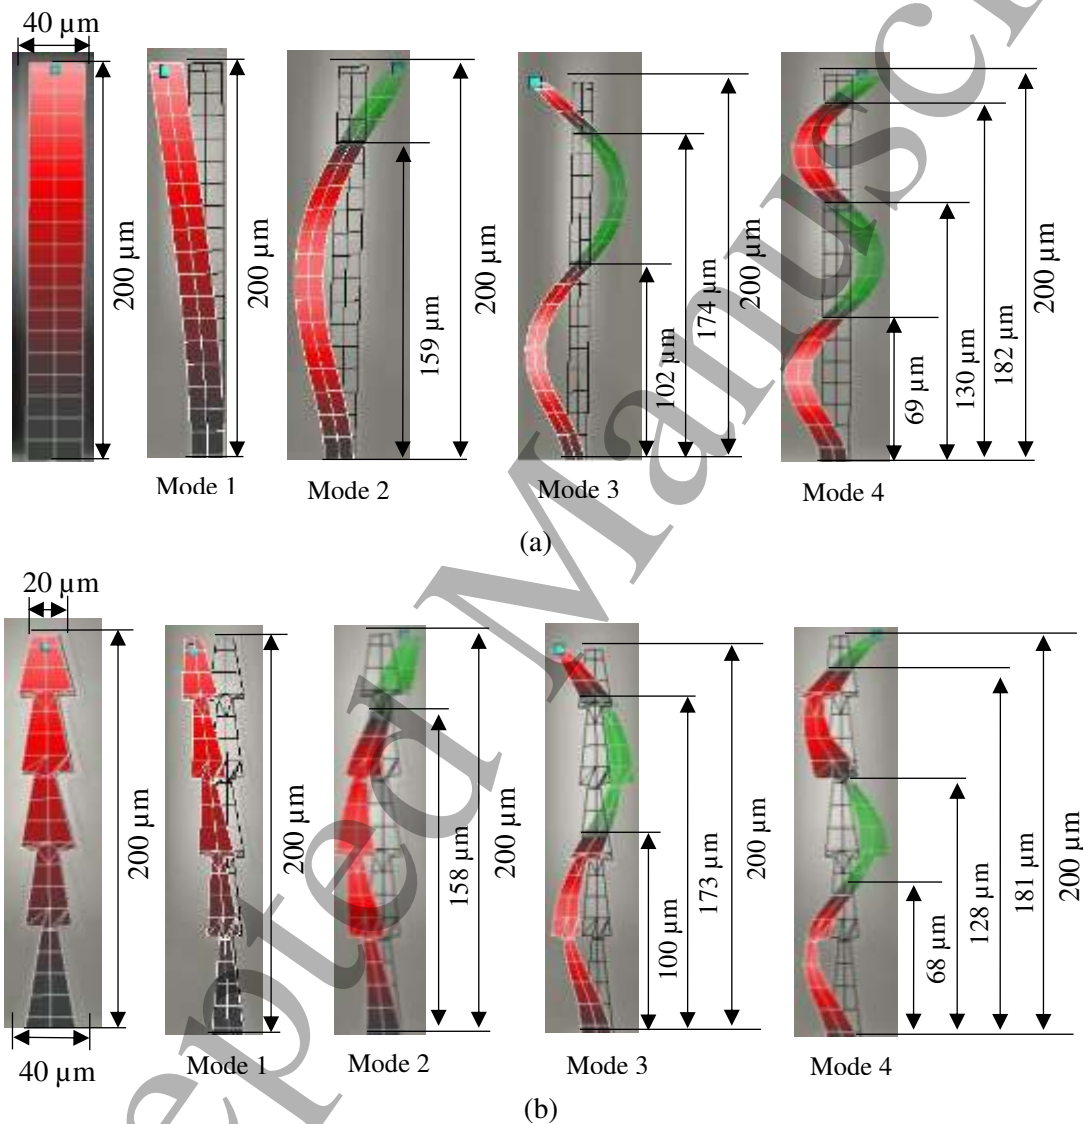 40 µm
200 µm
200 µm
159 µm
200 µm
102 µm
174 µm
200 µm
69 µm
130 µm
182 µm
200 µm
Mode 1
Mode 2
Mode 3
Mode 4
(a)
20 µm
200 µm
200 µm
158 µm
200 µm
100 µm
173 µm
200 µm
68 µm
128 µm
181 µm
200 µm
40 µm
Mode 1
Mode 2
Mode 3
Mode 4
(b)
epted Manusc